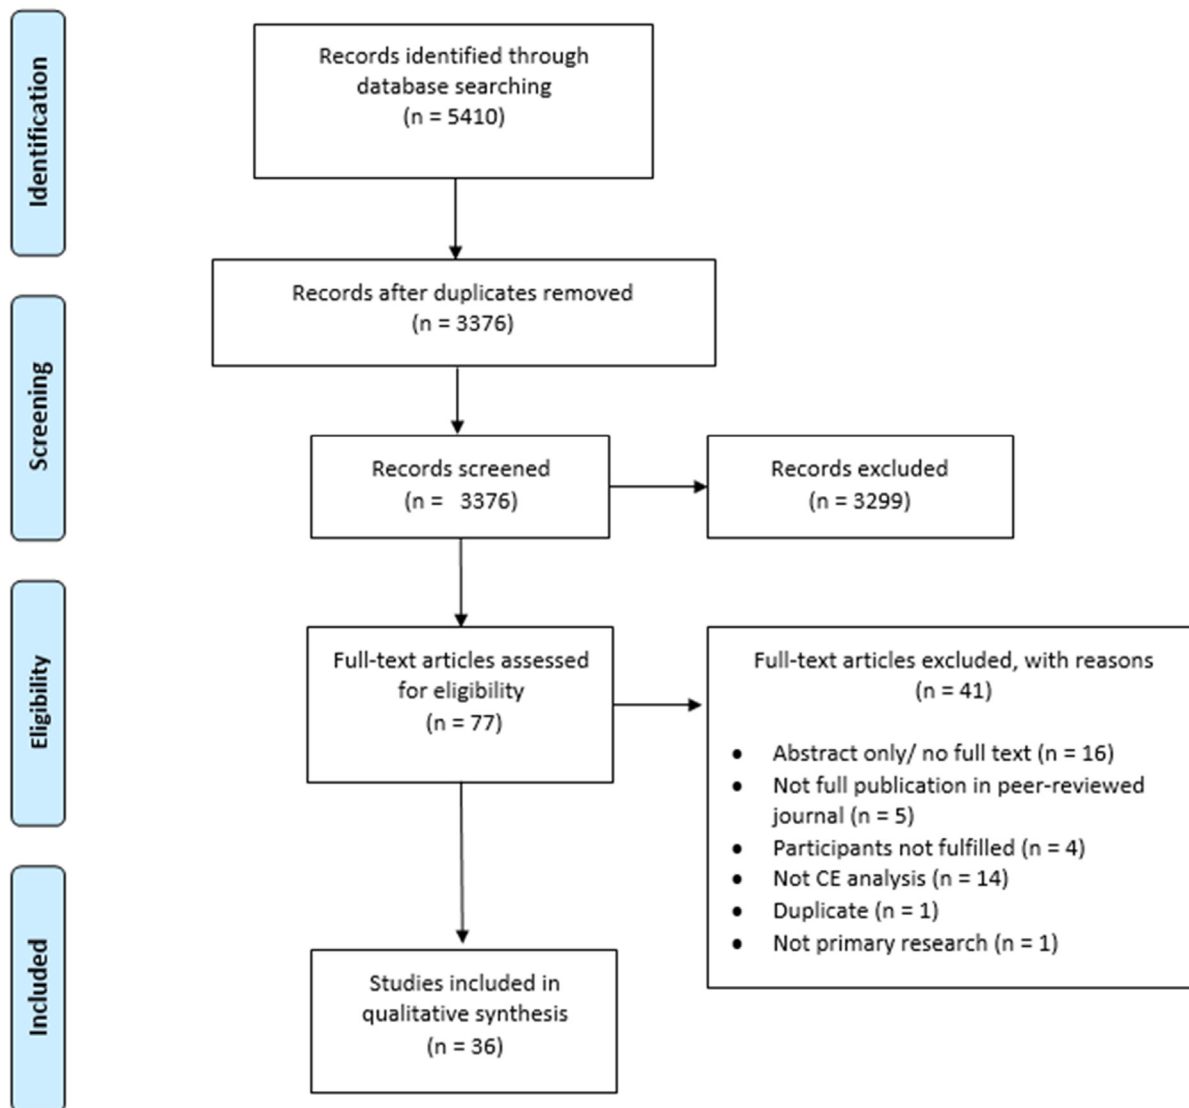 Identification
Records identified through
database searching
(n = 5410)
Records after duplicates removed
(n = 3376)
Screening
Records screened
(n =   3376)
Records excluded
(n = 3299)
Eligibility
Full-text articles assessed
for eligibility
(n = 77)
Full-text articles excluded, with reasons
(n = 41)
• Abstract only/ no full text (n = 16)
• Not full publication in peer-reviewed
journal (n = 5)
• Participants not fulfilled (n = 4)
• Not CE analysis (n = 14)
• Duplicate (n = 1)
• Not primary research (n = 1)
Included
Studies included in
qualitative synthesis
(n = 36)